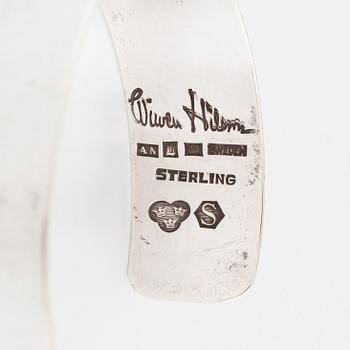 Wiwen Nilsson
AN SWEDEN
STERLING
S